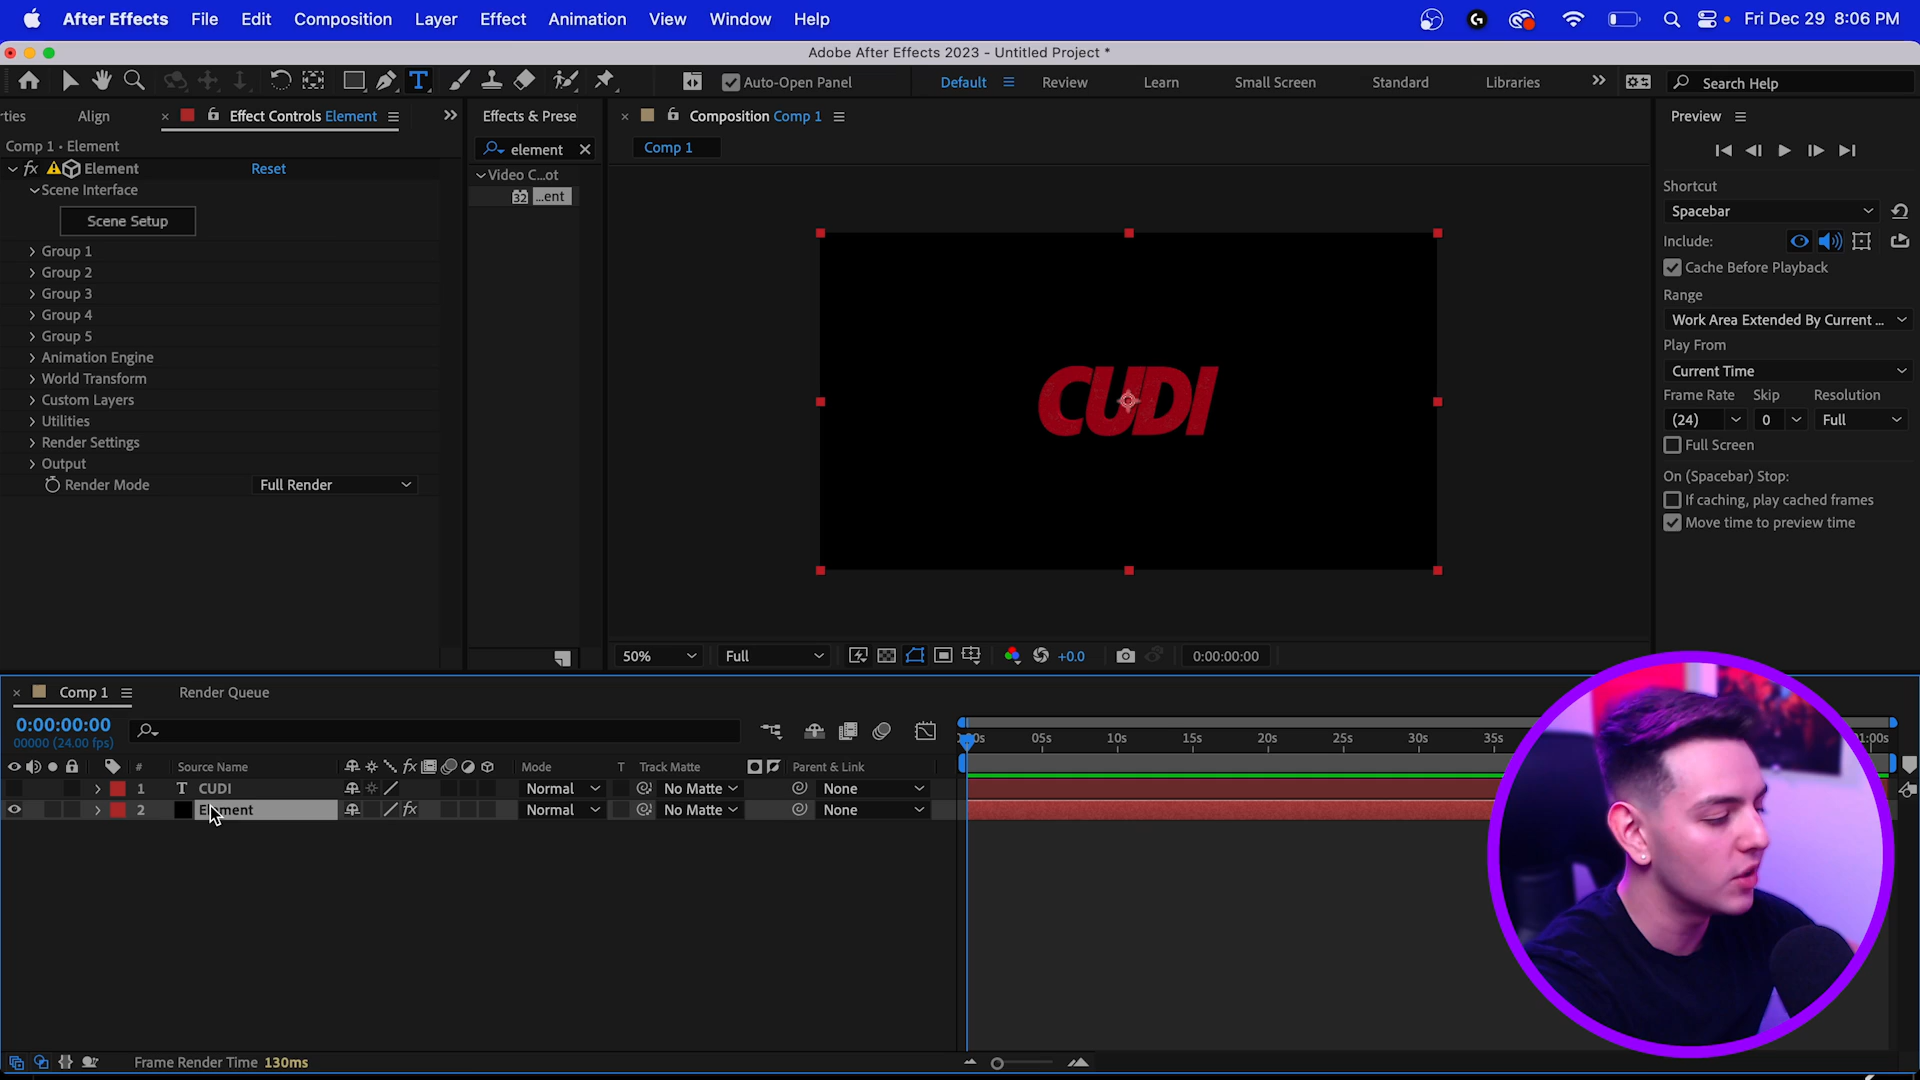 After Effects File Edit Composition Layer Effect Animation View Window Help Fri Dec 29 8:06 PM
Adobe After Effects 2023 - Untitled Project *
T Auto-Open Panel Default Review Learn Small Screen Standard Libraries Search Help
rties Align Effect Controls Element Effects & Prese Composition Comp 1 Preview
Comp 1 • Element element Comp 1
fx Element Reset Video C...ot
Scene Interface 32 ...ent Shortcut
Scene Setup Spacebar
Group 1 Include:
Group 2 Cache Before Playback
Group 3 Range
Group 4 Work Area Extended By Current ...
Group 5 Play From
Animation Engine Current Time
World Transform Frame Rate Skip Resolution
Custom Layers CUDI (24) 0 Full
Utilities Full Screen
Render Settings On (Spacebar) Stop:
Output If caching, play cached frames
Render Mode Full Render Move time to preview time
50% Full +0.0 0:00:00:00
Comp 1 Render Queue
0:00:00:00
00000 (24.00 fps) :00s 05s 10s 15s 20s 25s 30s 35s 01:00s
# Source Name fx Mode T Track Matte Parent & Link
1 T CUDI Normal No Matte None
2 Element fx Normal No Matte None
Frame Render Time 130ms